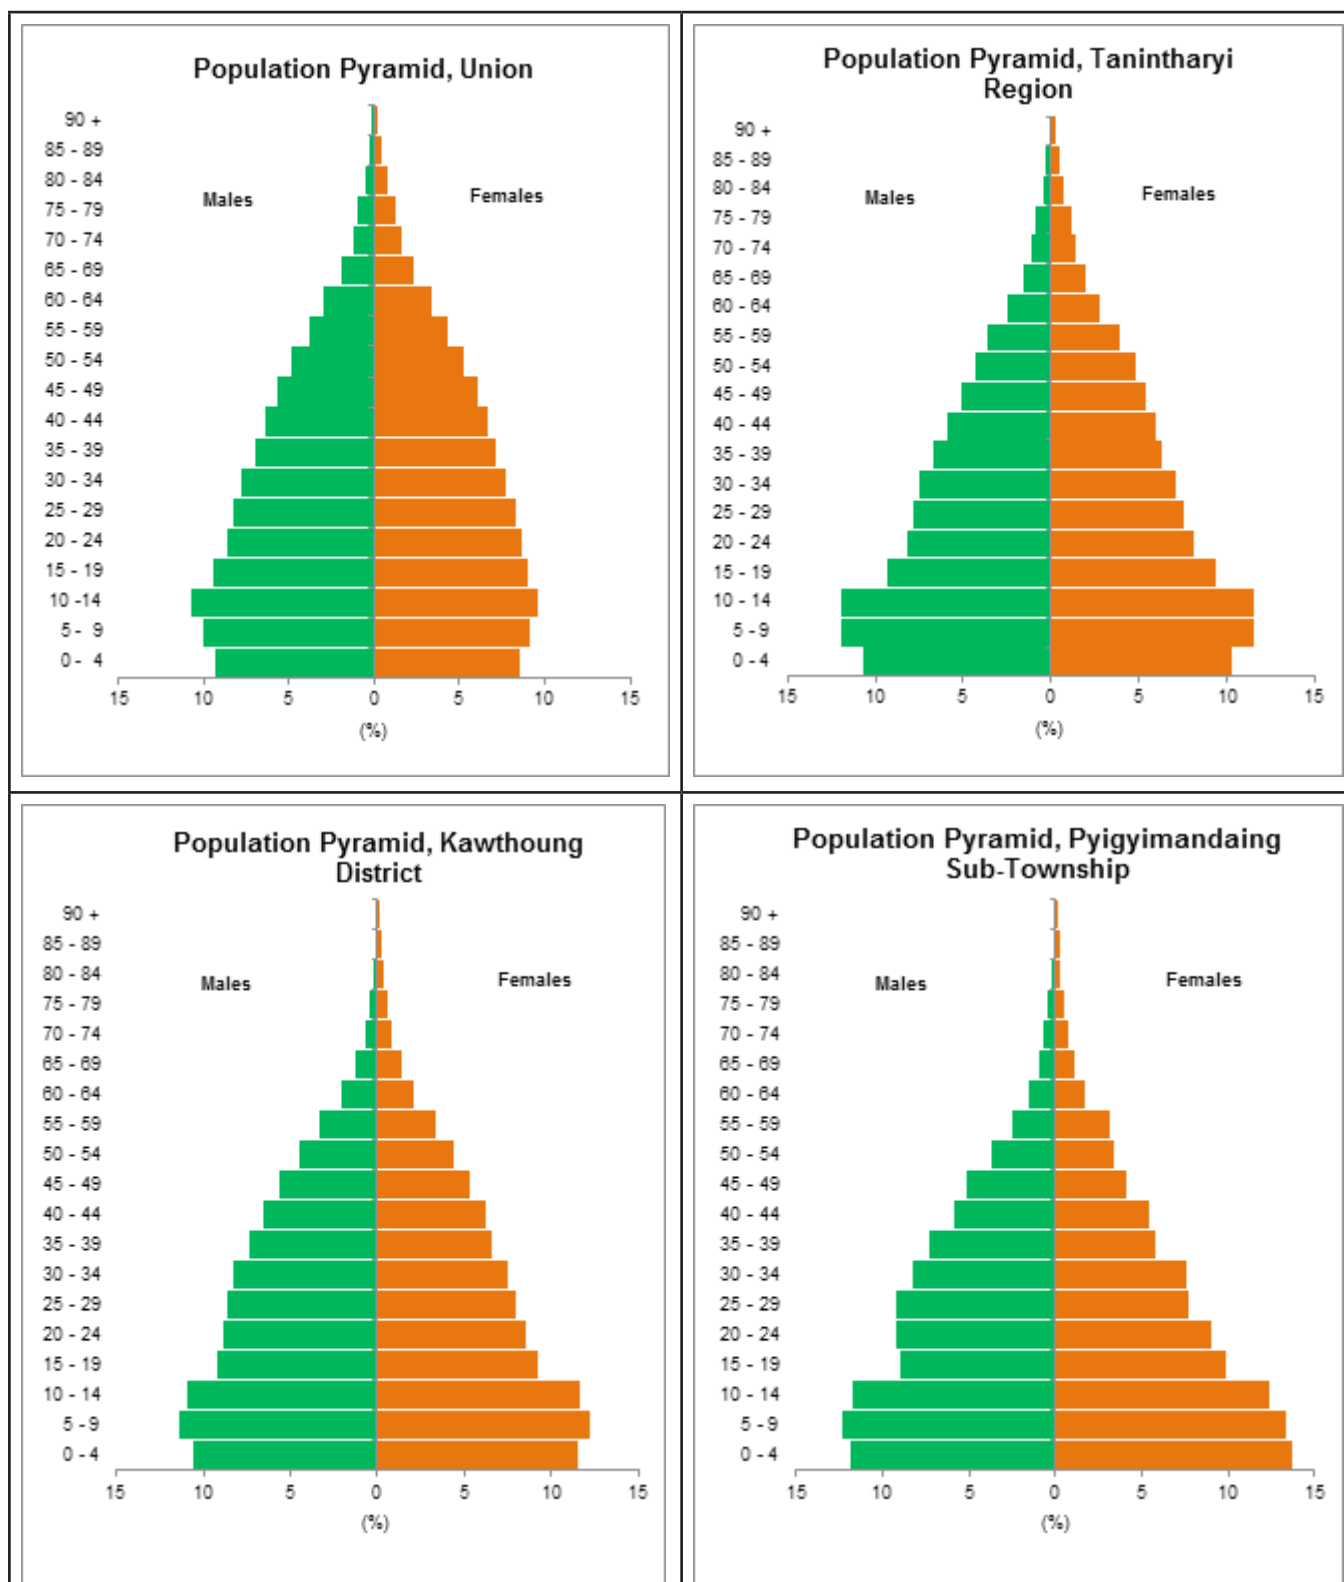 Population Pyramid, Union
90 +
85 - 89
80 - 84
75 - 79
70 - 74
65 - 69
60 - 64
55 - 59
50 - 54
45 - 49
40 - 44
35 - 39
30 - 34
25 - 29
20 - 24
15 - 19
10 -14
5 - 9
0 - 4
Males
Females
15 10 5 0 5 10 15
(%)
Population Pyramid, Tanintharyi
Region
90 +
85 - 89
80 - 84
75 - 79
70 - 74
65 - 69
60 - 64
55 - 59
50 - 54
45 - 49
40 - 44
35 - 39
30 - 34
25 - 29
20 - 24
15 - 19
10 - 14
5 - 9
0 - 4
Males
Females
15 10 5 0 5 10 15
(%)
Population Pyramid, Kawthoung
District
90 +
85 - 89
80 - 84
75 - 79
70 - 74
65 - 69
60 - 64
55 - 59
50 - 54
45 - 49
40 - 44
35 - 39
30 - 34
25 - 29
20 - 24
15 - 19
10 - 14
5 - 9
0 - 4
Males
Females
15 10 5 0 5 10 15
(%)
Population Pyramid, Pyigyimandaing
Sub-Township
90 +
85 - 89
80 - 84
75 - 79
70 - 74
65 - 69
60 - 64
55 - 59
50 - 54
45 - 49
40 - 44
35 - 39
30 - 34
25 - 29
20 - 24
15 - 19
10 - 14
5 - 9
0 - 4
Males
Females
15 10 5 0 5 10 15
(%)